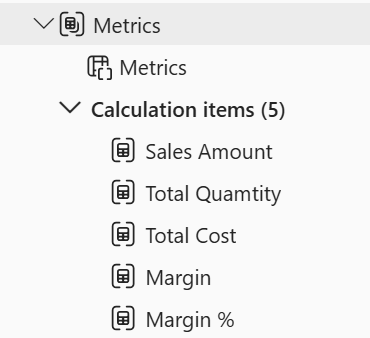 Metrics
Metrics
Calculation items (5)
Sales Amount
Total Quamtity
Total Cost
Margin
Margin %